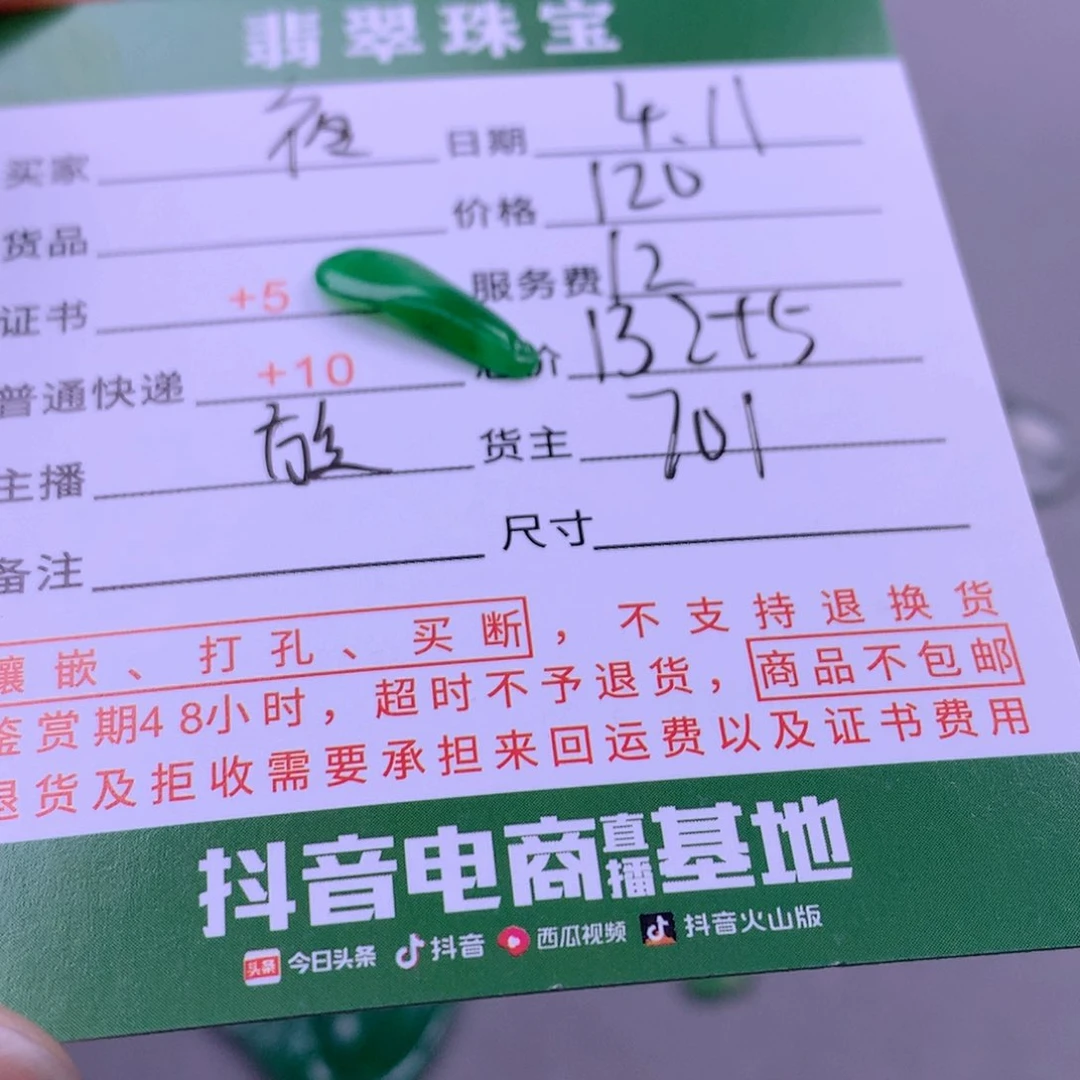 翡翠珠宝
买家 夜 日期 4.11
货品 价格 120
证书 +5 服务费 12
普通快递 +10 价 132+5
主播 货主 701
备注 尺寸
镶嵌、打孔、买断，不支持退换货
鉴赏期48小时，超时不予退货，商品不包邮
退货及拒收需要承担来回运费以及证书费用
抖音电商直播基地
头条 今日头条 抖音 西瓜视频 抖音火山版